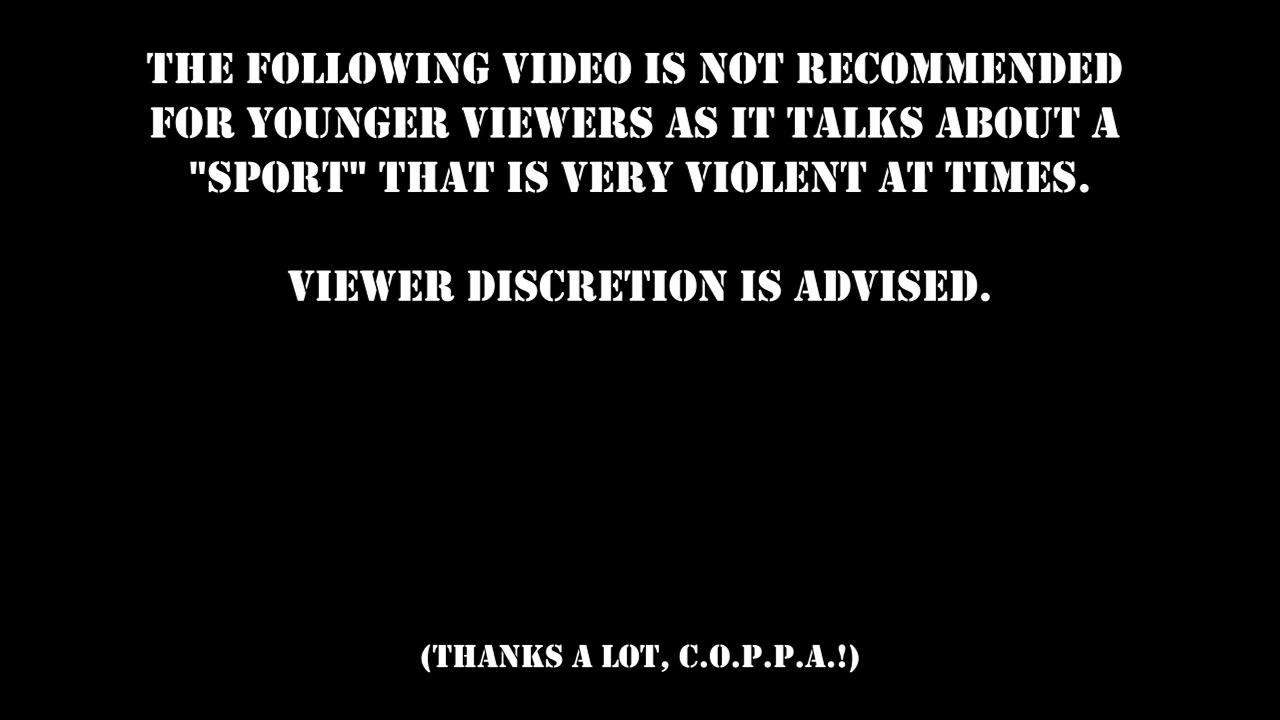 THE FOLLOWING VIDEO IS NOT RECOMMENDED
FOR YOUNGER VIEWERS AS IT TALKS ABOUT A
"SPORT" THAT IS VERY VIOLENT AT TIMES.
VIEWER DISCRETION IS ADVISED.
(THANKS A LOT, C.O.P.P.A.!)